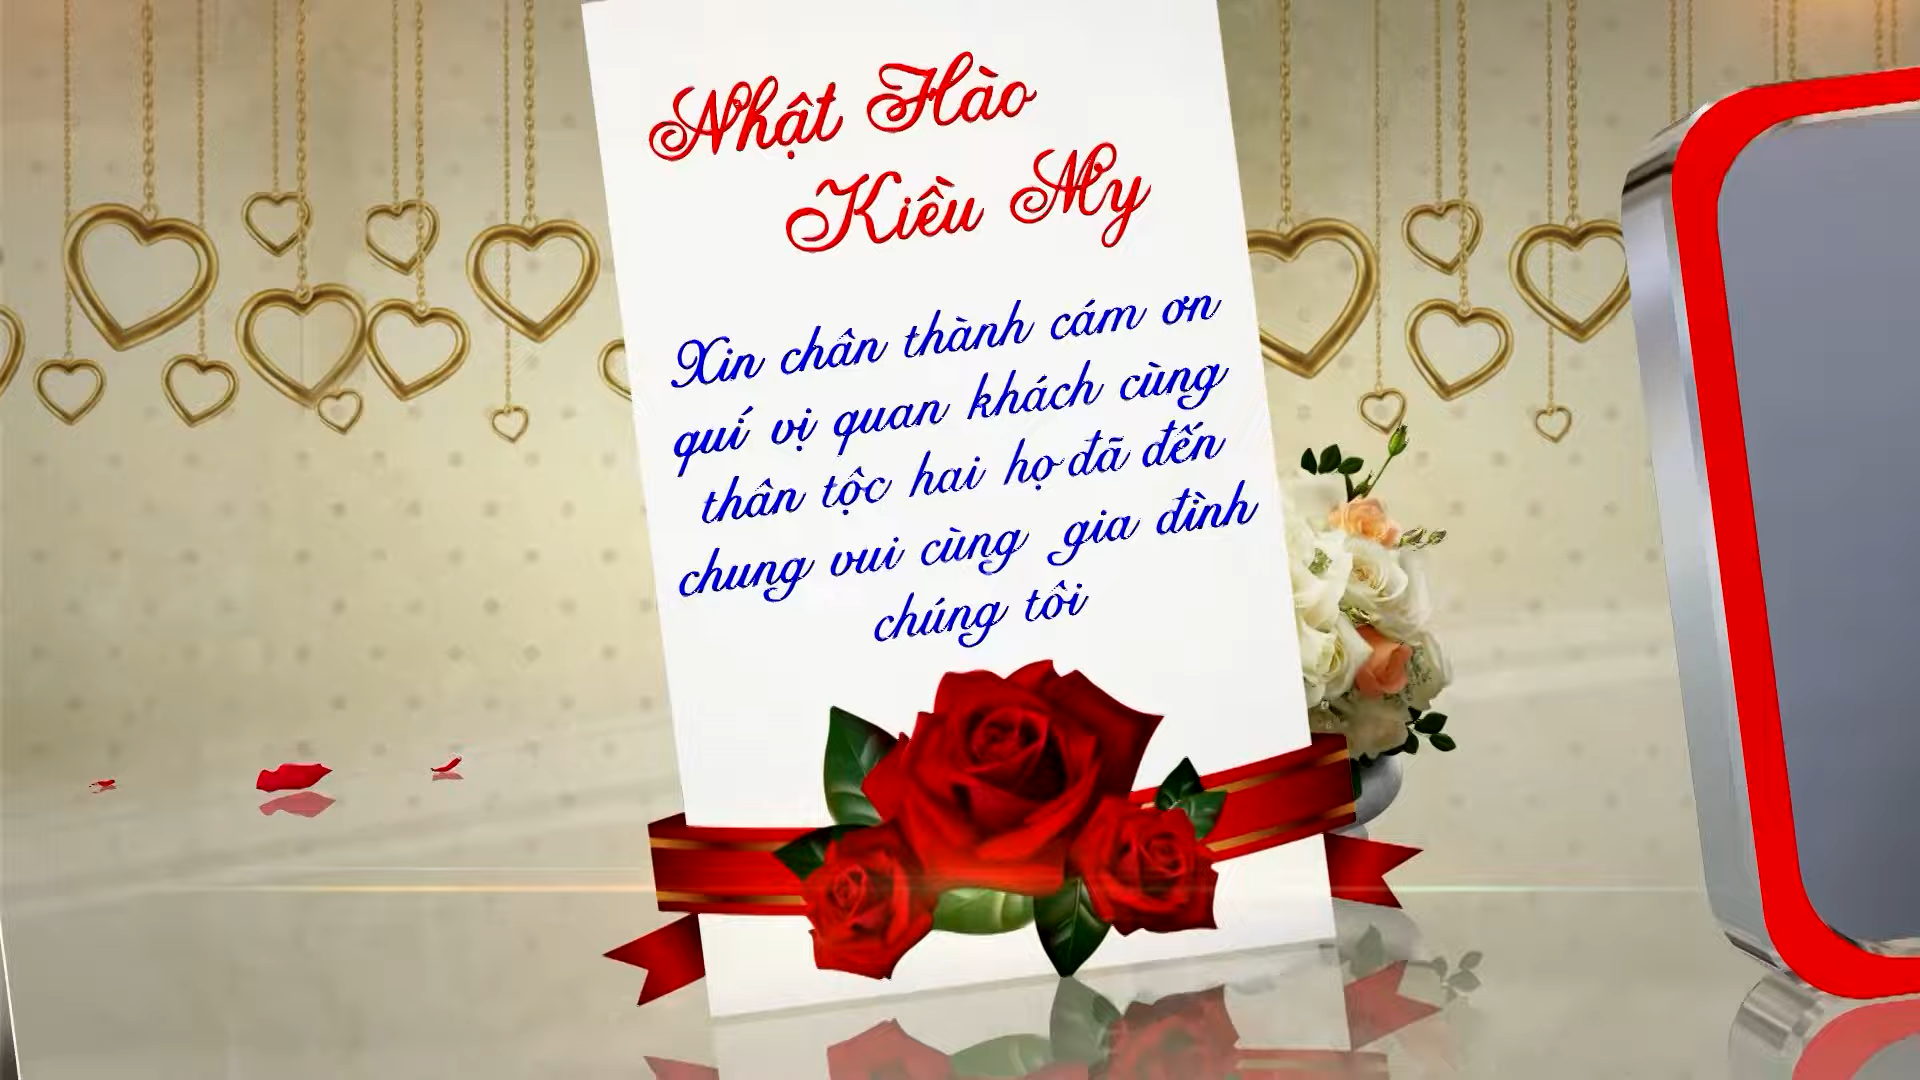 Nhật Hào
Kiều My
Xin chân thành cám ơn
quí vị quan khách cùng
thân tộc hai họ đã đến
chung vui cùng gia đình
chúng tôi